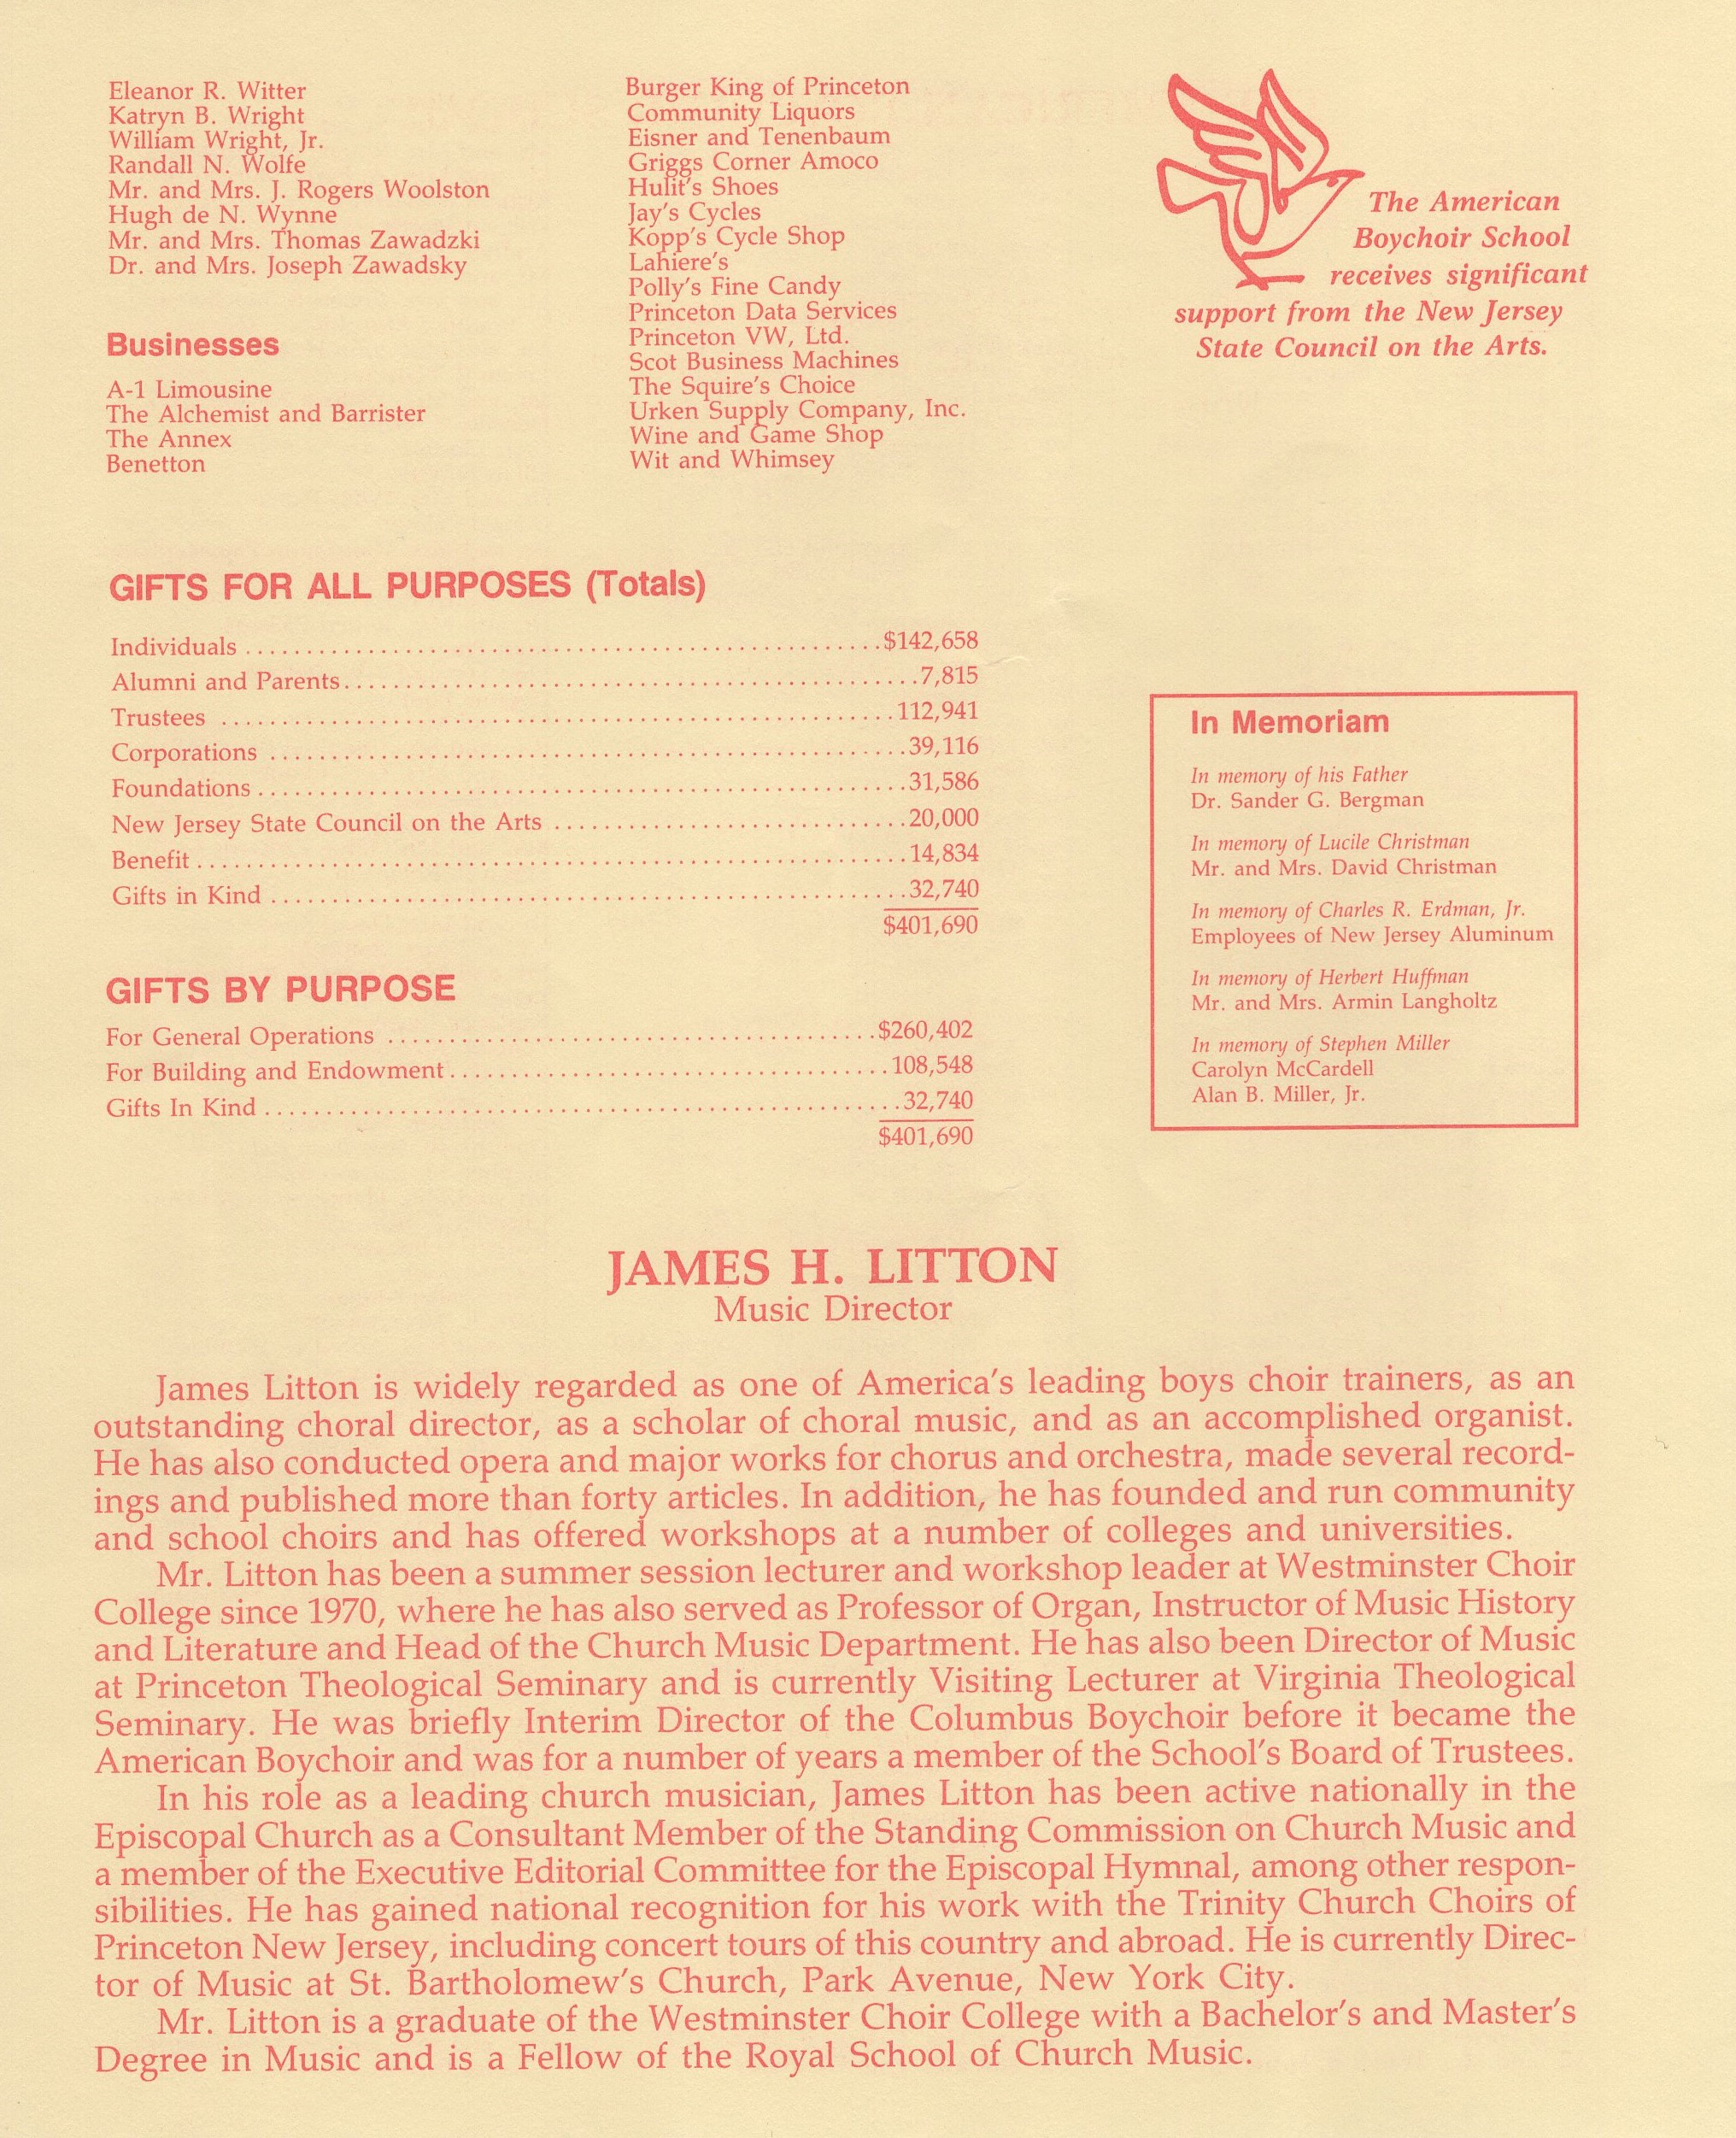 Eleanor R. Witter
Katryn B. Wright
William Wright, Jr.
Randall N. Wolfe
Mr. and Mrs. J. Rogers Woolston
Hugh de N. Wynne
Mr. and Mrs. Thomas Zawadzki
Dr. and Mrs. Joseph Zawadsky
Businesses
A-1 Limousine
The Alchemist and Barrister
The Annex
Benetton
Burger King of Princeton
Community Liquors
Eisner and Tenenbaum
Griggs Corner Amoco
Hulit's Shoes
Jay's Cycles
Kopp's Cycle Shop
Lahiere's
Polly's Fine Candy
Princeton Data Services
Princeton VW, Ltd.
Scot Business Machines
The Squire's Choice
Urken Supply Company, Inc.
Wine and Game Shop
Wit and Whimsey
The American
Boychoir School
receives significant
support from the New Jersey
State Council on the Arts.
GIFTS FOR ALL PURPOSES (Totals)
Individuals ..................................................... $142,658
Alumni and Parents ............................................... 7,815
Trustees ....................................................... 112,941
Corporations .................................................... 39,116
Foundations ..................................................... 31,586
New Jersey State Council on the Arts ............................. 20,000
Benefit ......................................................... 14,834
Gifts in Kind .................................................... 32,740
$401,690
GIFTS BY PURPOSE
For General Operations ........................................ $260,402
For Building and Endowment .................................... 108,548
Gifts In Kind .................................................... 32,740
$401,690
In Memoriam
In memory of his Father
Dr. Sander G. Bergman
In memory of Lucile Christman
Mr. and Mrs. David Christman
In memory of Charles R. Erdman, Jr.
Employees of New Jersey Aluminum
In memory of Herbert Huffman
Mr. and Mrs. Armin Langholtz
In memory of Stephen Miller
Carolyn McCardell
Alan B. Miller, Jr.
JAMES H. LITTON
Music Director
James Litton is widely regarded as one of America's leading boys choir trainers, as an
outstanding choral director, as a scholar of choral music, and as an accomplished organist.
He has also conducted opera and major works for chorus and orchestra, made several record-
ings and published more than forty articles. In addition, he has founded and run community
and school choirs and has offered workshops at a number of colleges and universities.
Mr. Litton has been a summer session lecturer and workshop leader at Westminster Choir
College since 1970, where he has also served as Professor of Organ, Instructor of Music History
and Literature and Head of the Church Music Department. He has also been Director of Music
at Princeton Theological Seminary and is currently Visiting Lecturer at Virginia Theological
Seminary. He was briefly Interim Director of the Columbus Boychoir before it became the
American Boychoir and was for a number of years a member of the School's Board of Trustees.
In his role as a leading church musician, James Litton has been active nationally in the
Episcopal Church as a Consultant Member of the Standing Commission on Church Music and
a member of the Executive Editorial Committee for the Episcopal Hymnal, among other respon-
sibilities. He has gained national recognition for his work with the Trinity Church Choirs of
Princeton New Jersey, including concert tours of this country and abroad. He is currently Direc-
tor of Music at St. Bartholomew's Church, Park Avenue, New York City.
Mr. Litton is a graduate of the Westminster Choir College with a Bachelor's and Master's
Degree in Music and is a Fellow of the Royal School of Church Music.